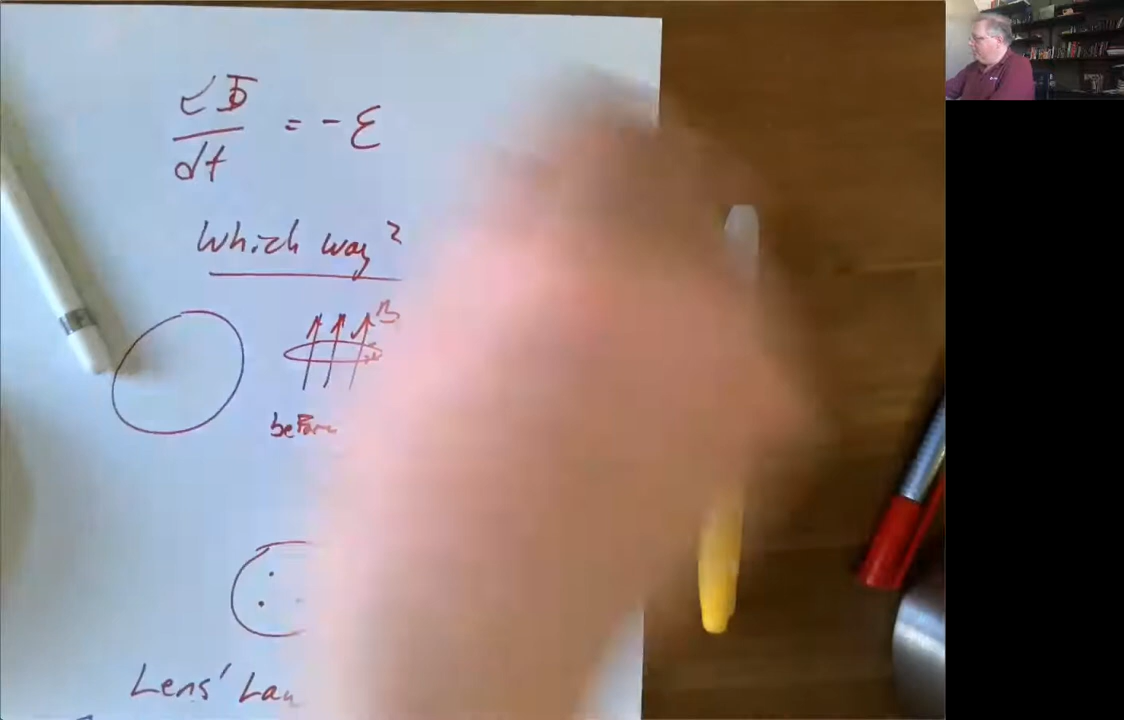 dΦ
dt
= - ε
Which way?
B
before
Lens' Law